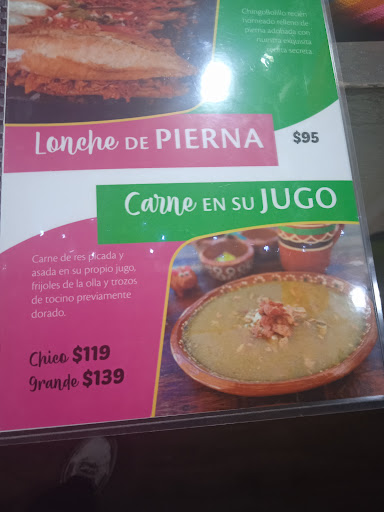 Changuitlillo recién
horneado relleno de
pierna adobada con
nuestra exquisita
secreta
Lonche DE PIERNA
$95
Carne EN SU JUGO
Carne de res picada y
asada en su propio jugo,
frijoles de la olla y trozos
de tocino previamente
dorado.
Chico $119
Grande $139